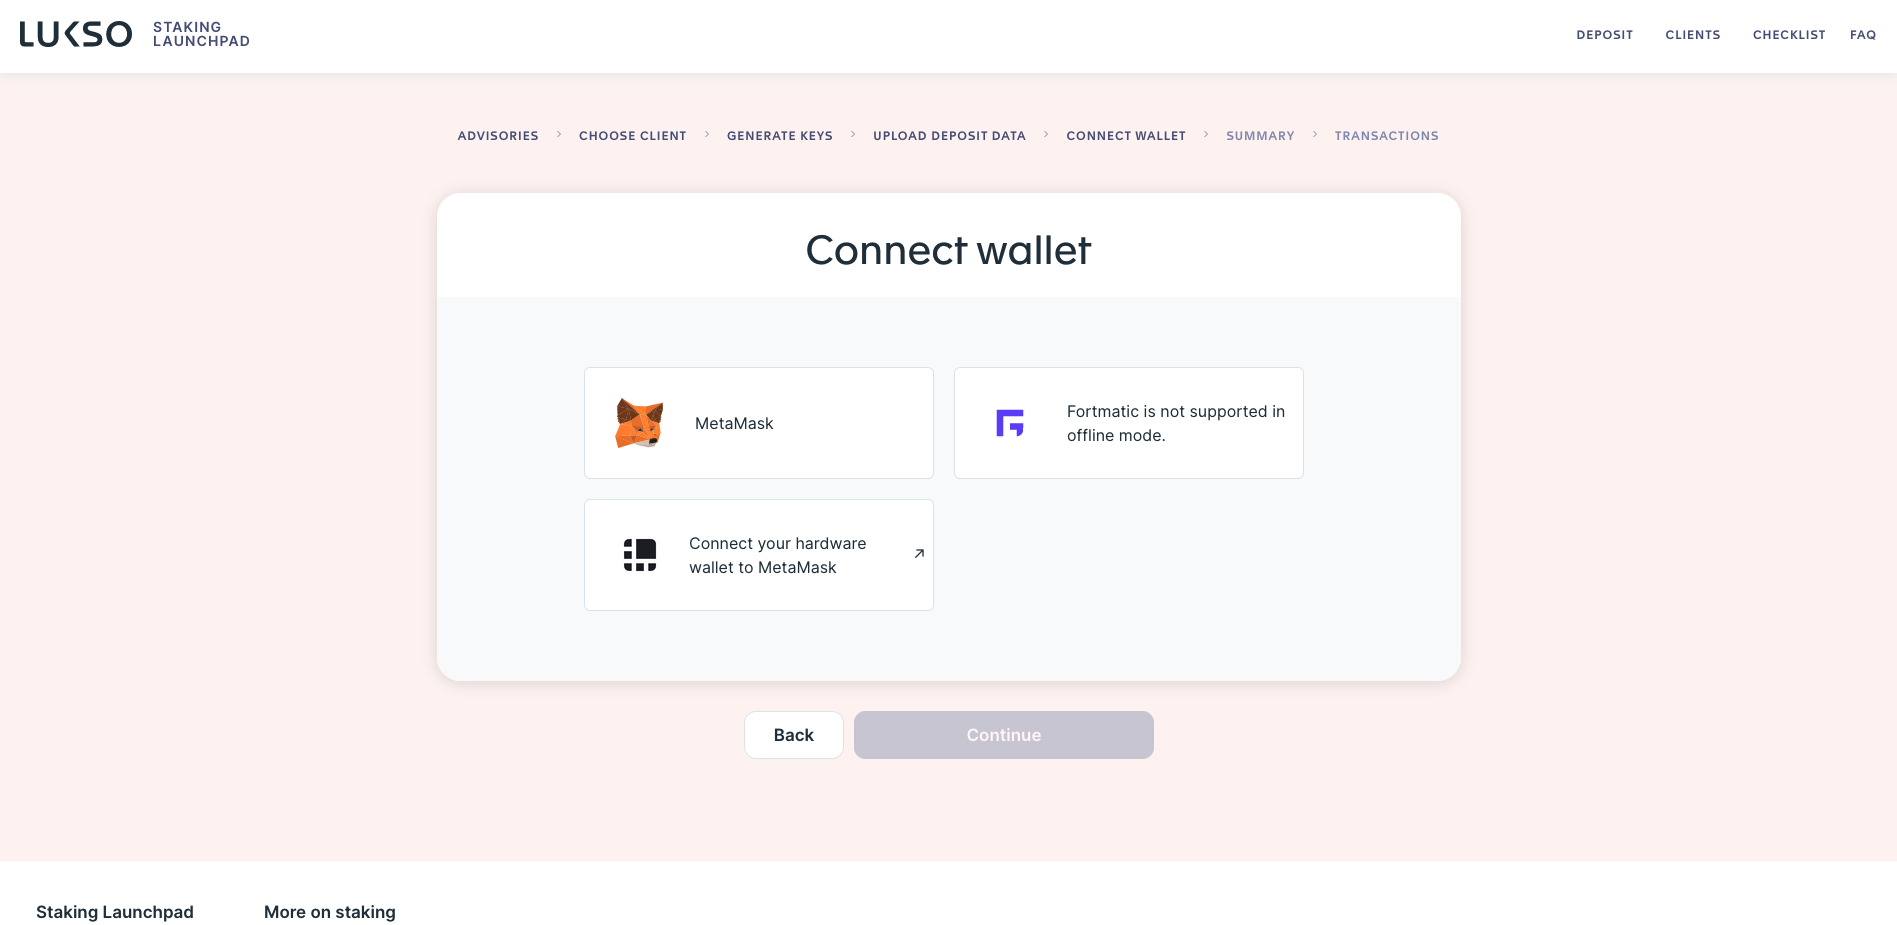 LUKSO
STAKING
LAUNCHPAD
DEPOSIT
CLIENTS
CHECKLIST
FAQ
ADVISORIES
CHOOSE CLIENT
GENERATE KEYS
UPLOAD DEPOSIT DATA
CONNECT WALLET
SUMMARY
TRANSACTIONS
Connect wallet
MetaMask
Fortmatic is not supported in
offline mode.
Connect your hardware
wallet to MetaMask
Back
Continue
Staking Launchpad
More on staking